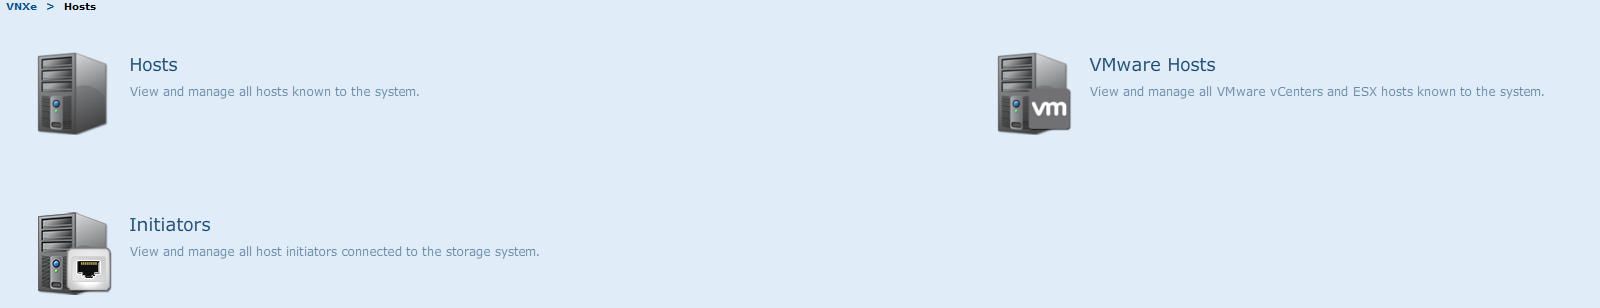 VNXe > Hosts
Hosts
View and manage all hosts known to the system.
VMware Hosts
View and manage all VMware vCenters and ESX hosts known to the system.
vm
Initiators
View and manage all host initiators connected to the storage system.